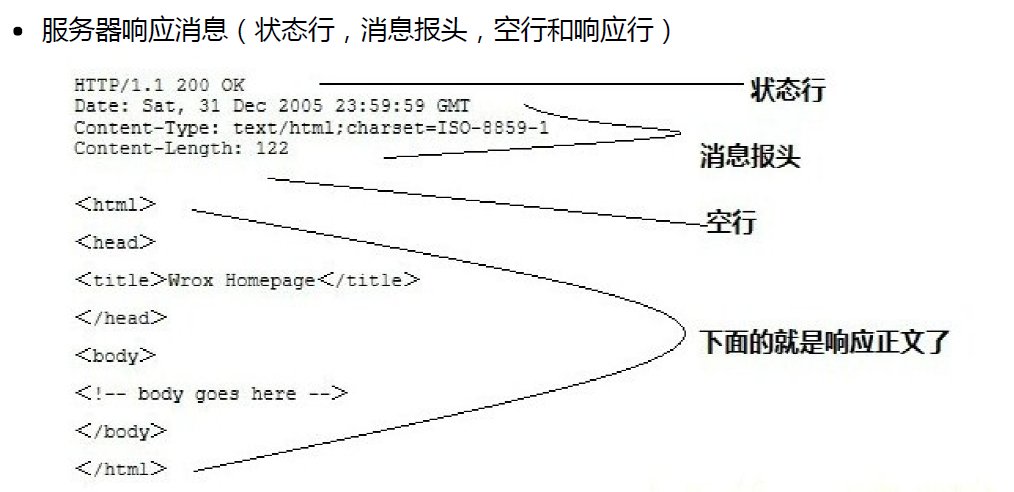 • 服务器响应消息（状态行，消息报头，空行和响应行）
HTTP/1.1 200 OK
状态行
Date: Sat, 31 Dec 2005 23:59:59 GMT
Content-Type: text/html;charset=ISO-8859-1
Content-Length: 122
消息报头
<html>
空行
<head>
<title>Wrox Homepage</title>
</head>
下面的就是响应正文了
<body>
<!-- body goes here -->
</body>
</html>